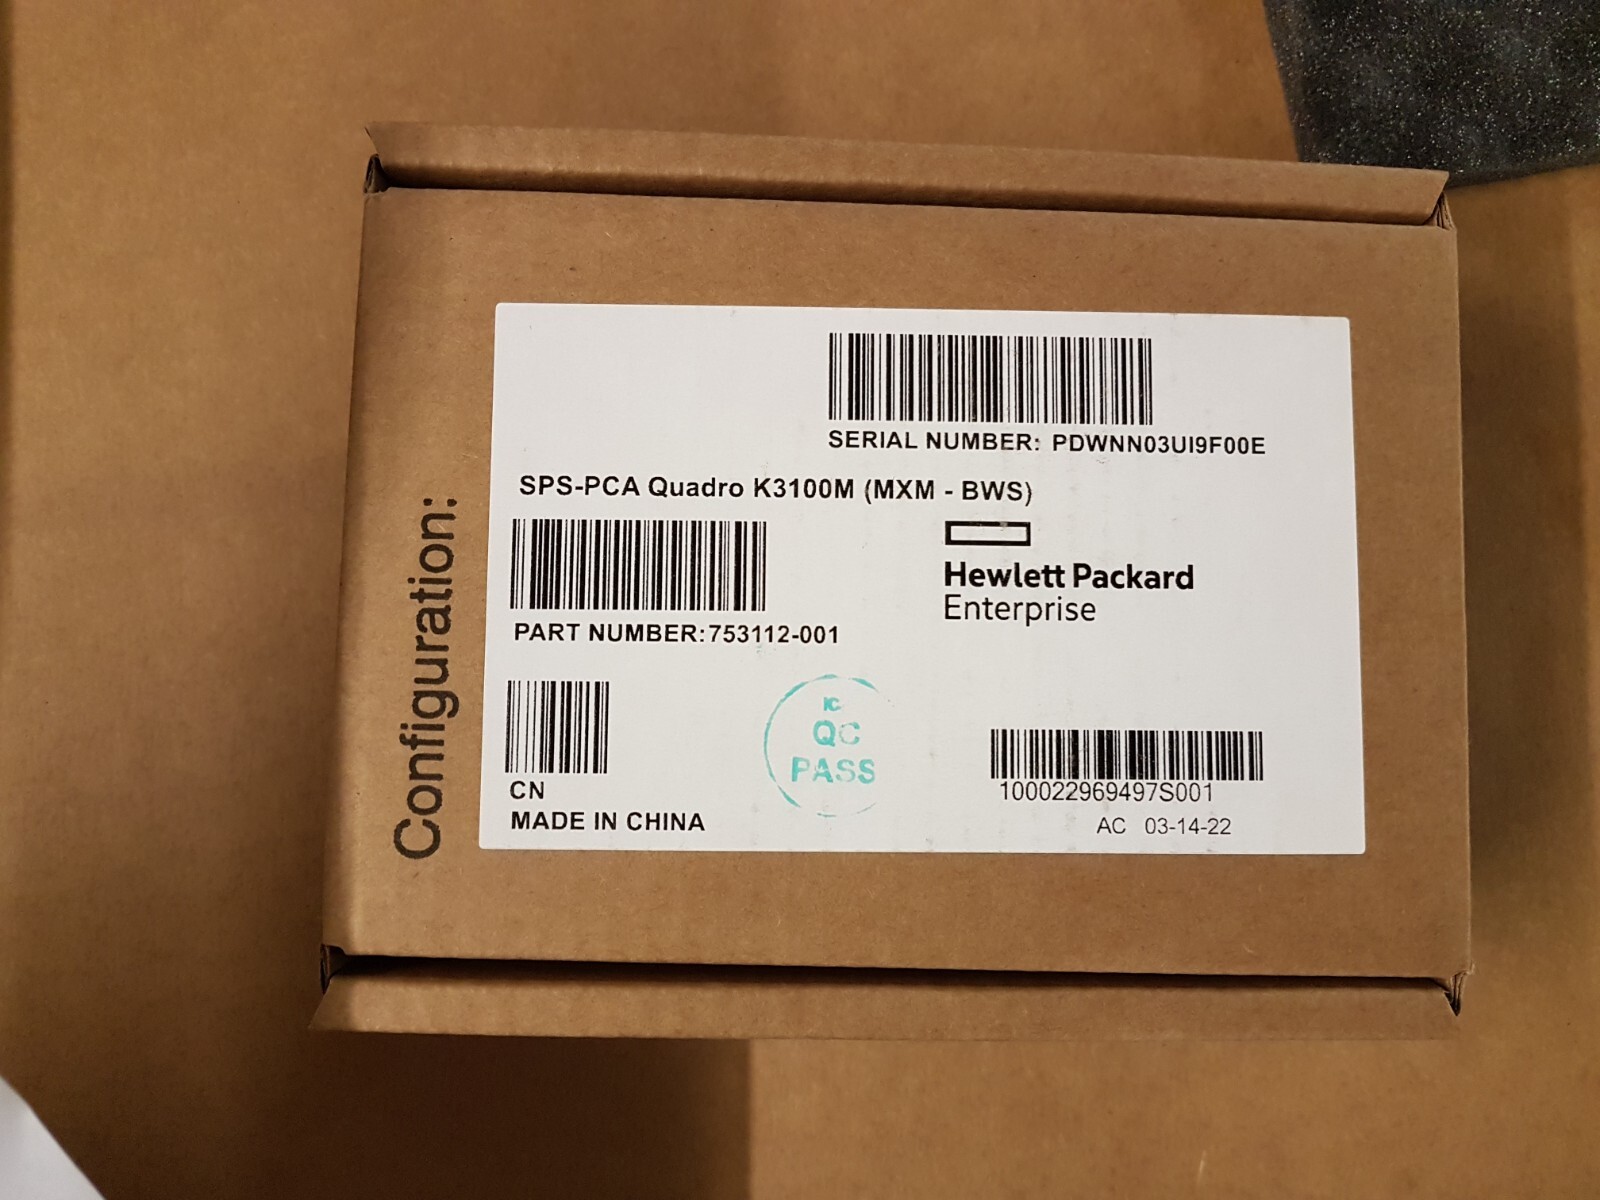 SERIAL NUMBER: PDWNN03UI9F00E
SPS-PCA Quadro K3100M (MXM - BWS)
Hewlett Packard
Enterprise
PART NUMBER:753112-001
Configuration:
IC
QC
PASS
CN
MADE IN CHINA
100022969497S001
AC 03-14-22